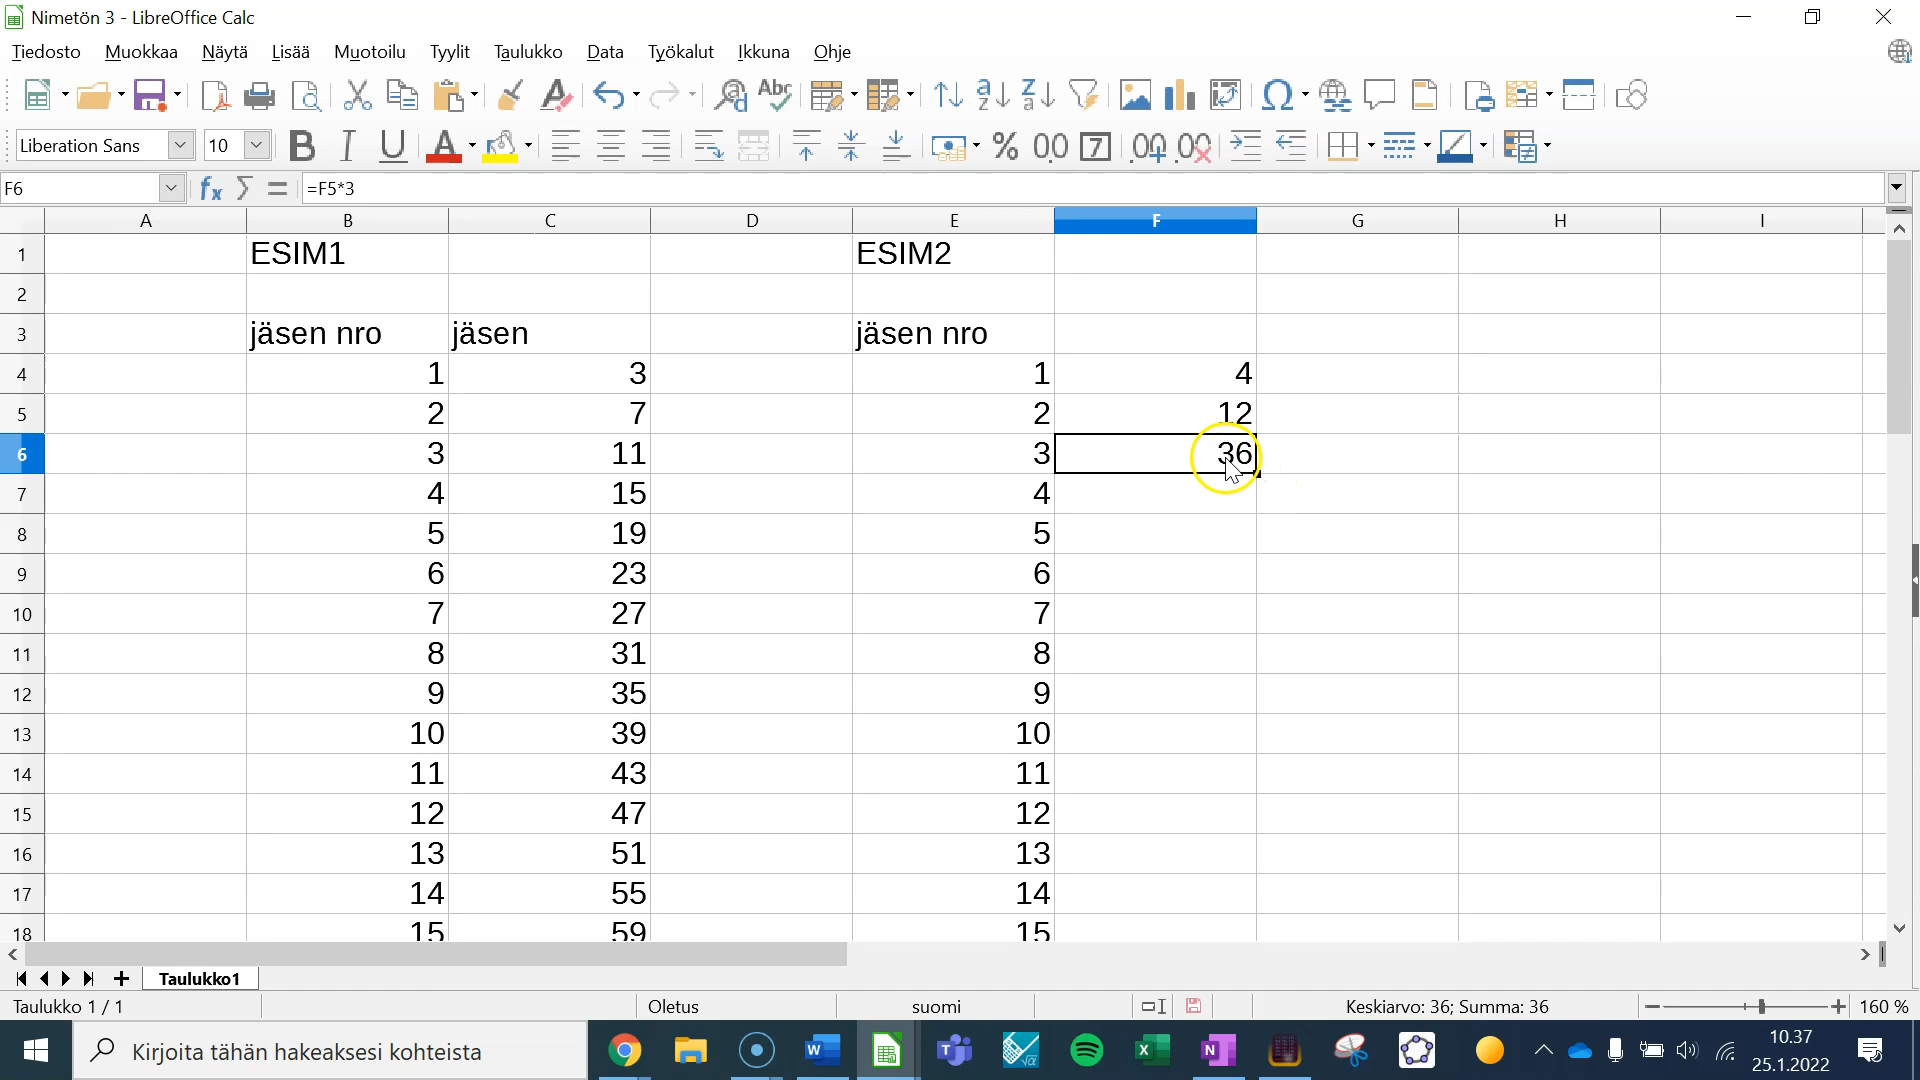 Nimetön 3 - LibreOffice Calc
Tiedosto Muokkaa Näytä Lisää Muotoilu Tyylit Taulukko Data Työkalut Ikkuna Ohje
Liberation Sans 10
F6 =F5*3
A B C D E F G H I
1 ESIM1 ESIM2
2
3 jäsen nro jäsen jäsen nro
4 1 3 1 4
5 2 7 2 12
6 3 11 3 36
7 4 15 4
8 5 19 5
9 6 23 6
10 7 27 7
11 8 31 8
12 9 35 9
13 10 39 10
14 11 43 11
15 12 47 12
16 13 51 13
17 14 55 14
18 15 59 15
Taulukko1
Taulukko 1 / 1 Oletus suomi Keskiarvo: 36; Summa: 36 160 %
Kirjoita tähän hakeaksesi kohteista
10.37
25.1.2022